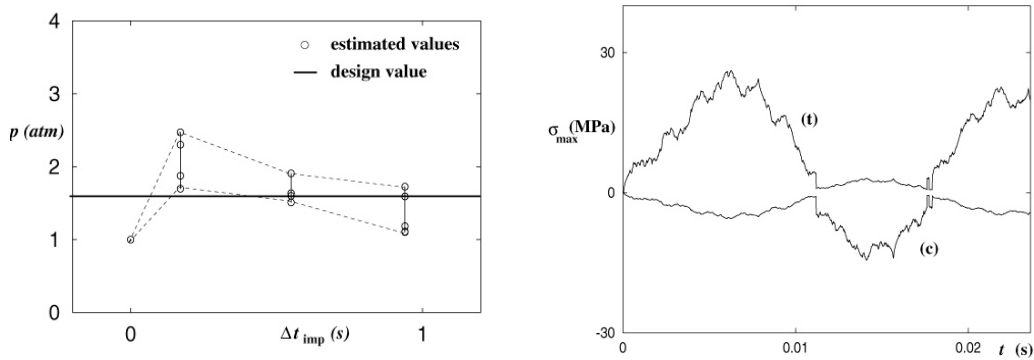 4
3
2
1
0
p (atm)
estimated values
design value
0
Δt imp (s)
1
30
0
-30
σ max (MPa)
(t)
(c)
0
0.01
0.02
t (s)